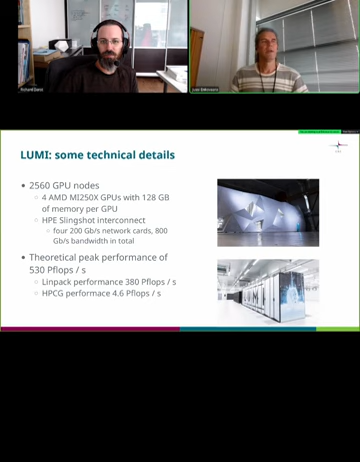 LUMI: some technical details
2560 GPU nodes
4 AMD MI250X GPUs with 128 GB
of memory per GPU
HPE Slingshot interconnect
four 200 Gb/s network cards, 800
Gb/s bandwidth in total
Theoretical peak performance of
530 Pflops / s
Linpack performance 380 Pflops / s
HPCG performace 4.6 Pflops / s